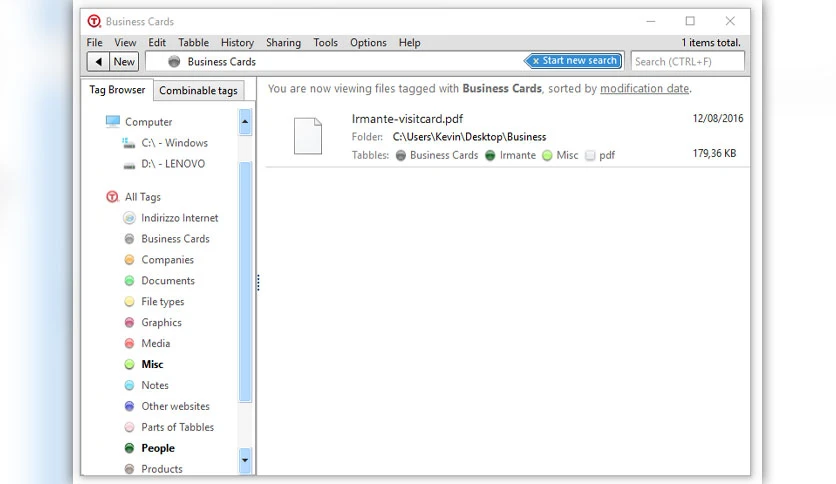 Business Cards
File View Edit Tabble History Sharing Tools Options Help 1 items total.
New Business Cards × Start new search Search (CTRL+F)
Tag Browser Combinable tags
Computer
C:\ - Windows
D:\ - LENOVO
All Tags
Indirizzo Internet
Business Cards
Companies
Documents
File types
Graphics
Media
Misc
Notes
Other websites
Parts of Tabbles
People
Products
You are now viewing files tagged with Business Cards, sorted by modification date.
Irmante-visitcard.pdf 12/08/2016
Folder: C:\Users\Kevin\Desktop\Business
Tabbles: Business Cards Irmante Misc pdf 179,36 KB